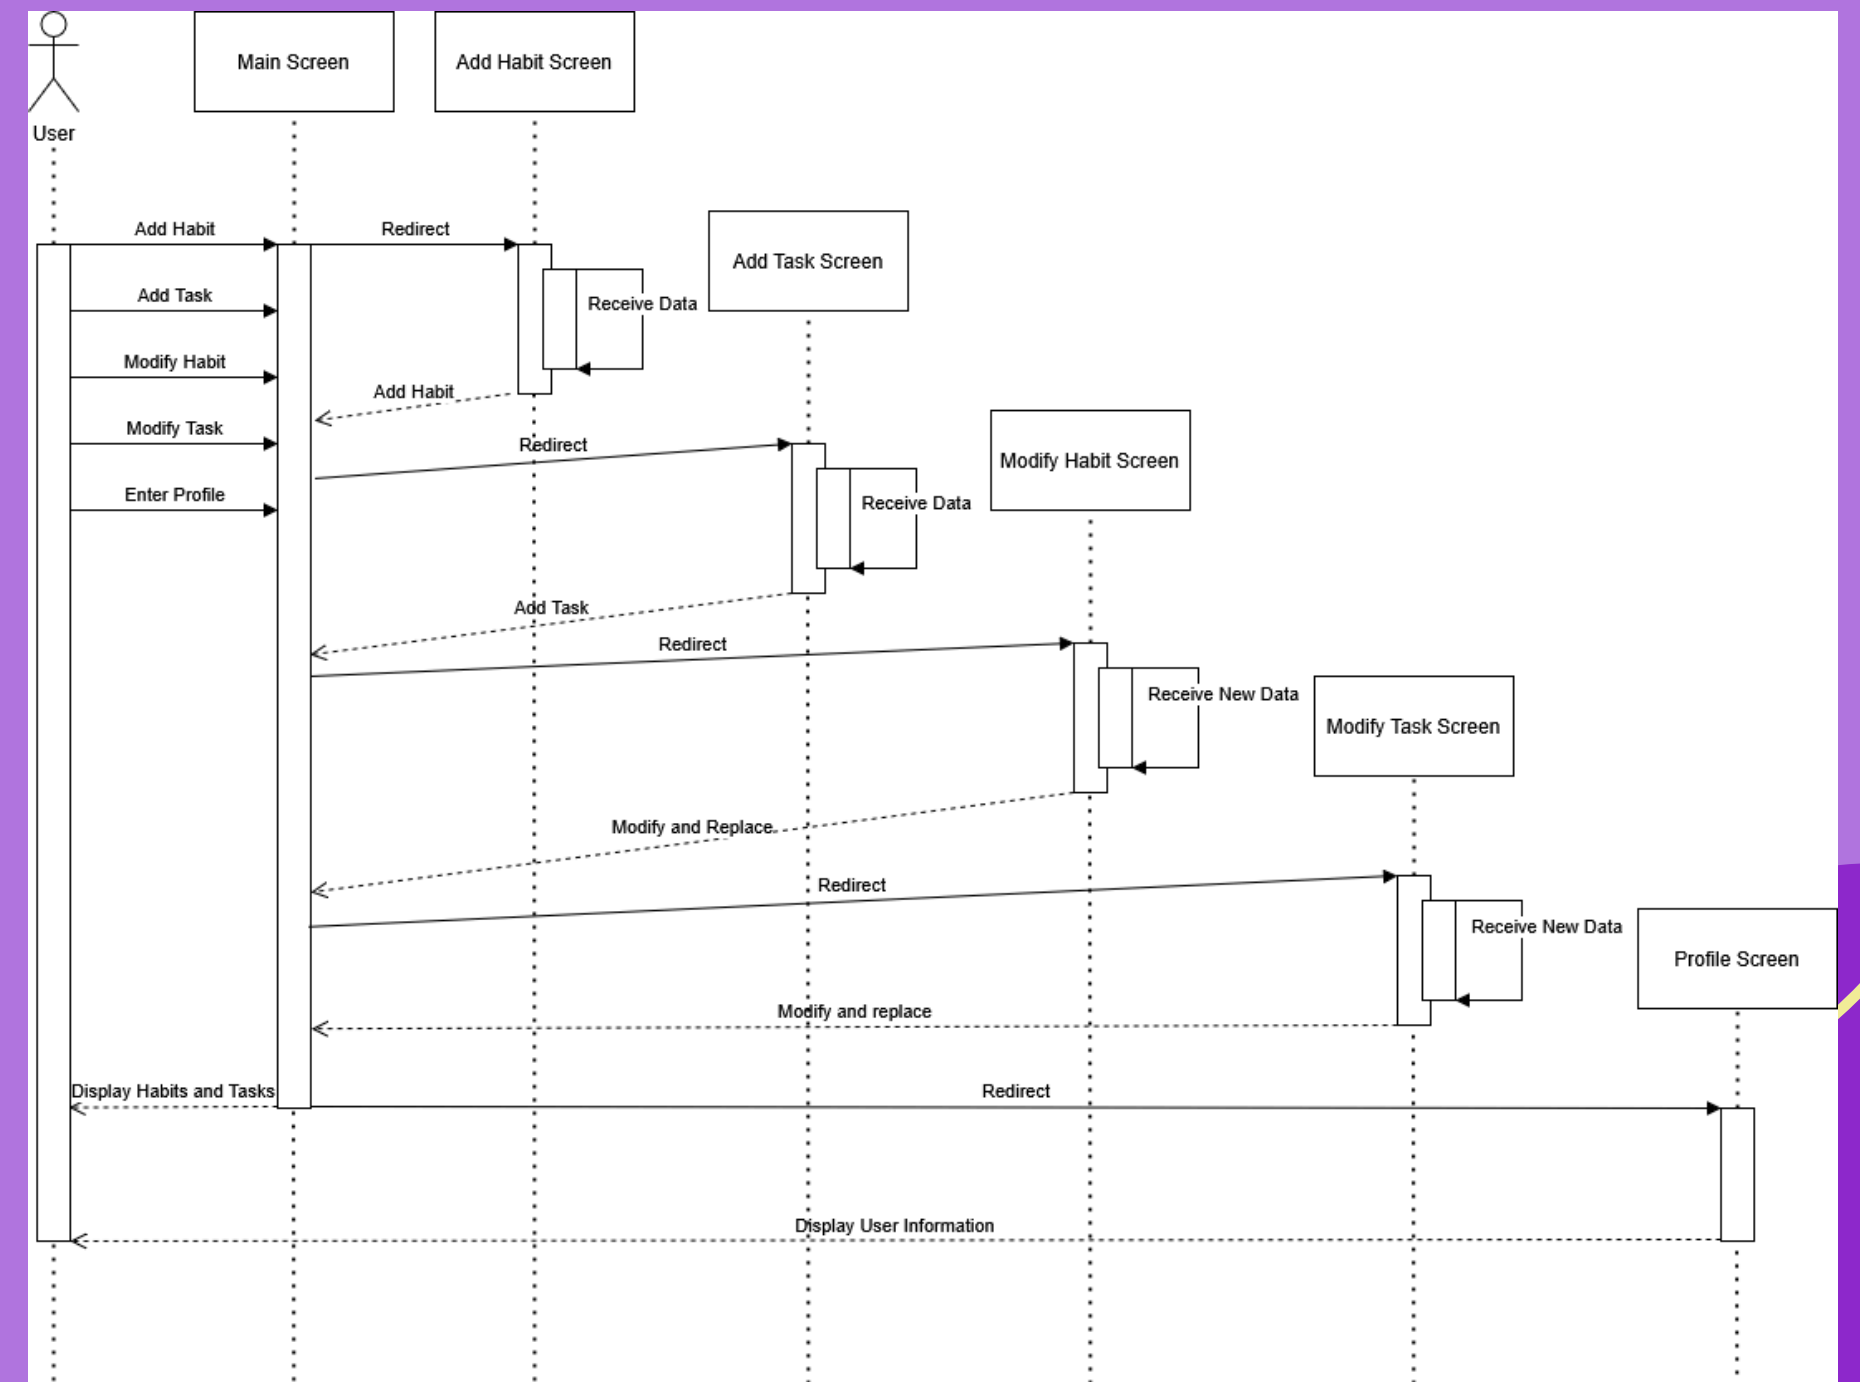 User
Main Screen
Add Habit Screen
Add Habit
Redirect
Add Task Screen
Add Task
Receive Data
Modify Habit
Add Habit
Modify Task
Redirect
Modify Habit Screen
Enter Profile
Receive Data
Add Task
Redirect
Receive New Data
Modify Task Screen
Modify and Replace
Redirect
Receive New Data
Profile Screen
Modify and replace
Display Habits and Tasks
Redirect
Display User Information